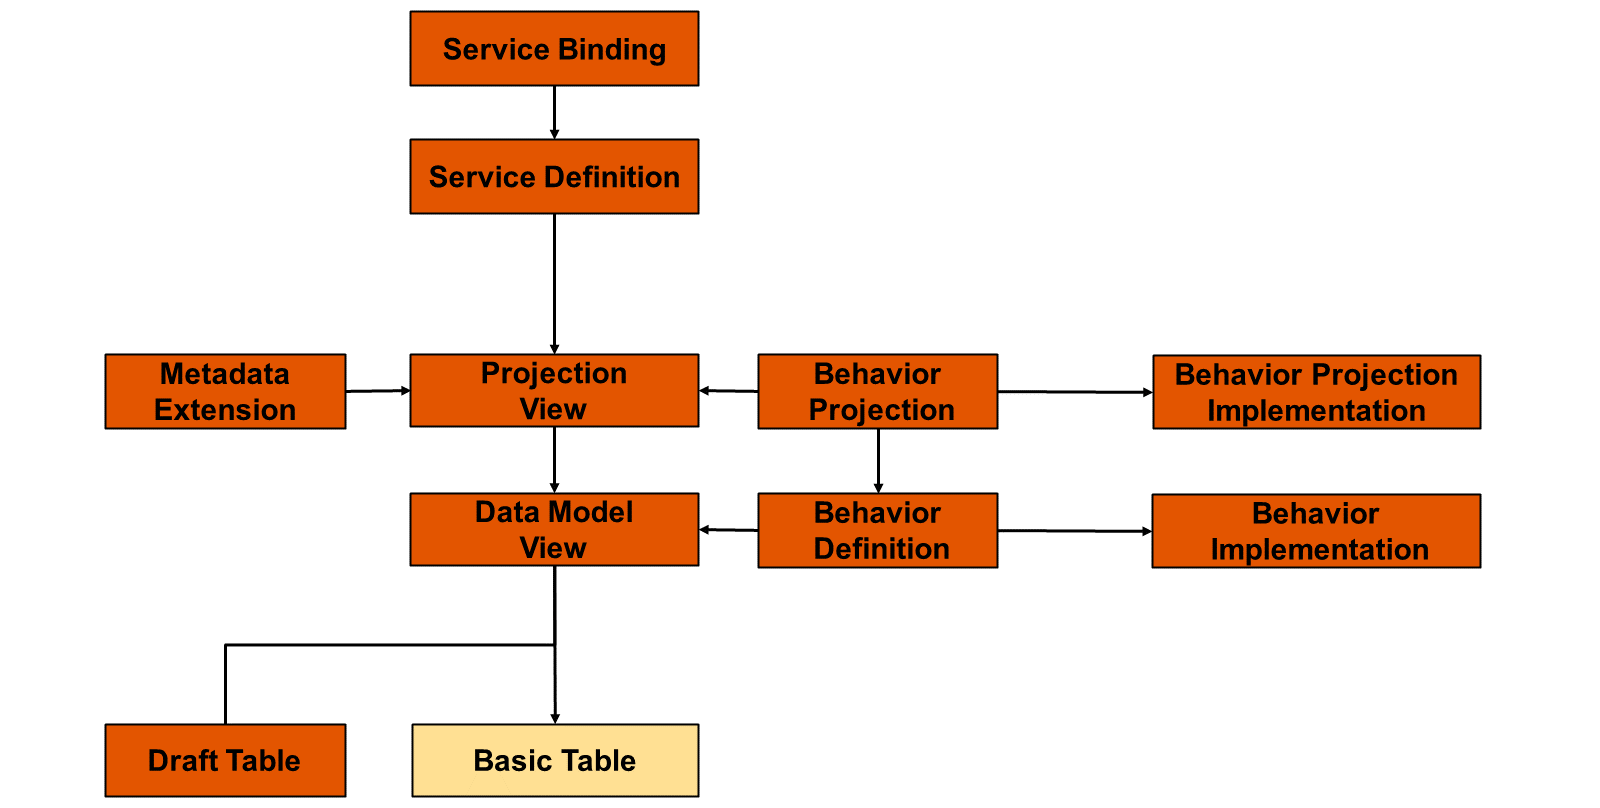 Service Binding
Service Definition
Metadata
Extension
Projection
View
Behavior
Projection
Behavior Projection
Implementation
Data Model
View
Behavior
Definition
Behavior
Implementation
Draft Table
Basic Table